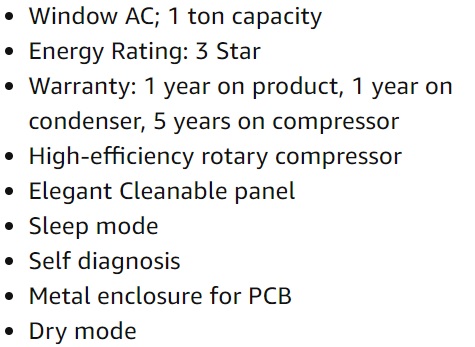 • Window AC; 1 ton capacity
• Energy Rating: 3 Star
• Warranty: 1 year on product, 1 year on
condenser, 5 years on compressor
• High-efficiency rotary compressor
• Elegant Cleanable panel
• Sleep mode
• Self diagnosis
• Metal enclosure for PCB
• Dry mode